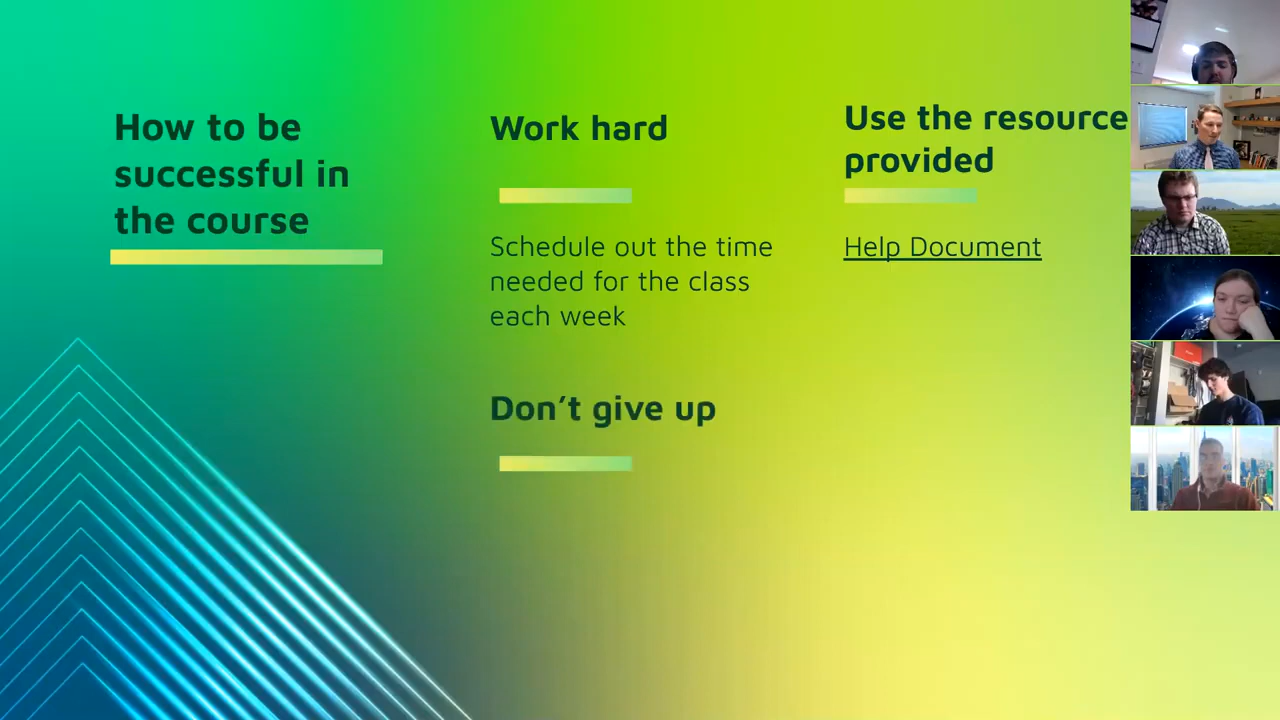 How to be
successful in
the course
Work hard
Schedule out the time
needed for the class
each week
Don’t give up
Use the resource
provided
Help Document